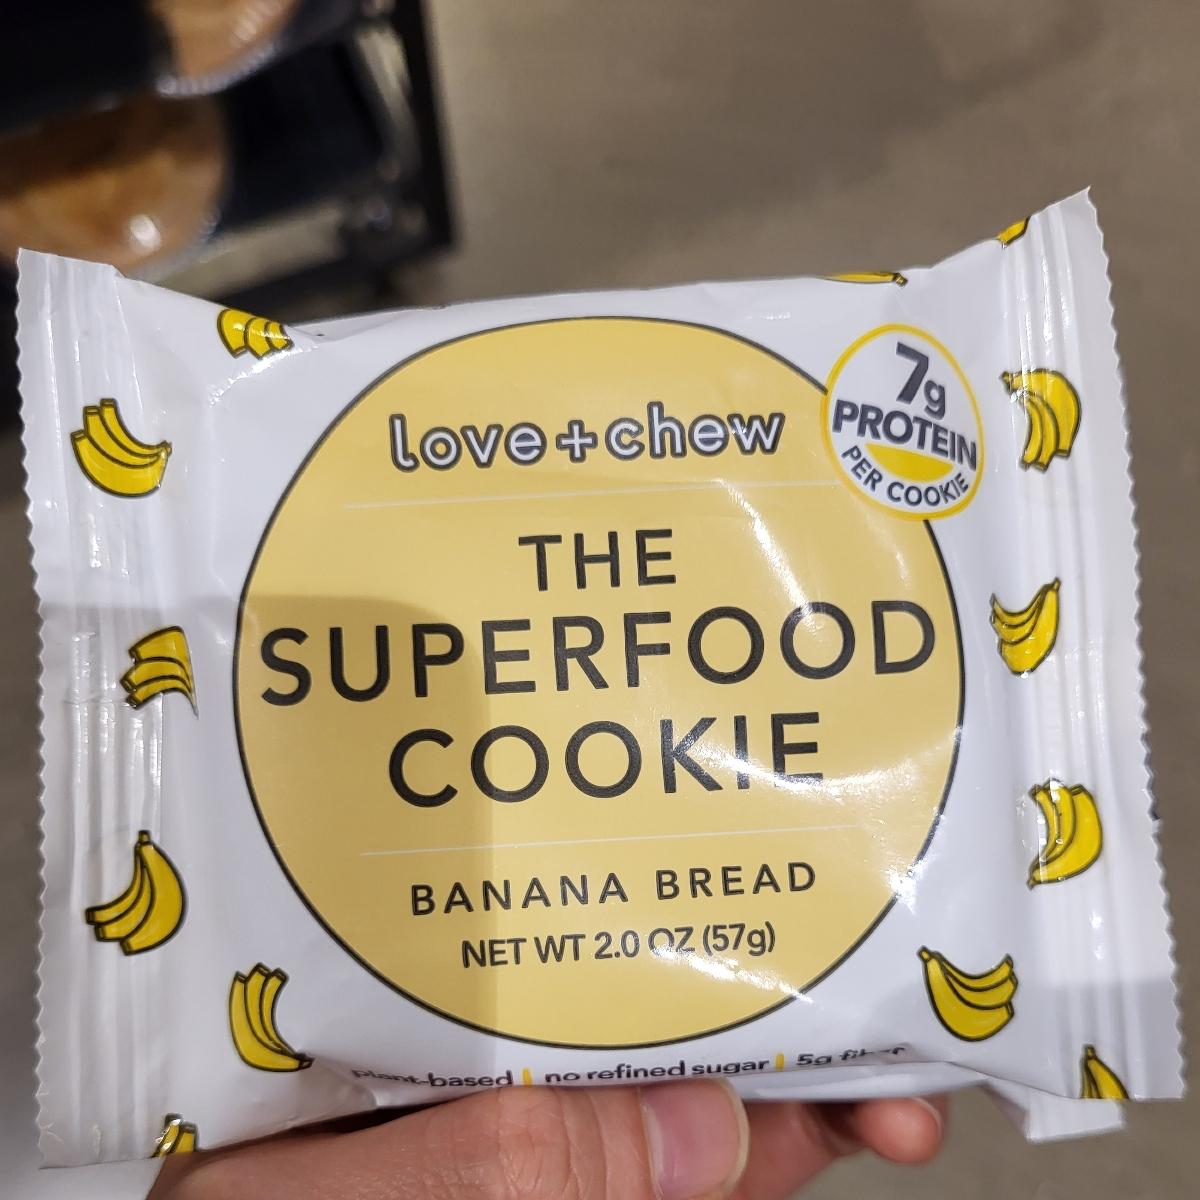 love+chew
7g
PROTEIN
PER COOKIE
THE
SUPERFOOD
COOKIE
BANANA BREAD
NET WT 2.0 OZ (57g)
plant-based | no refined sugar | 5g fiber